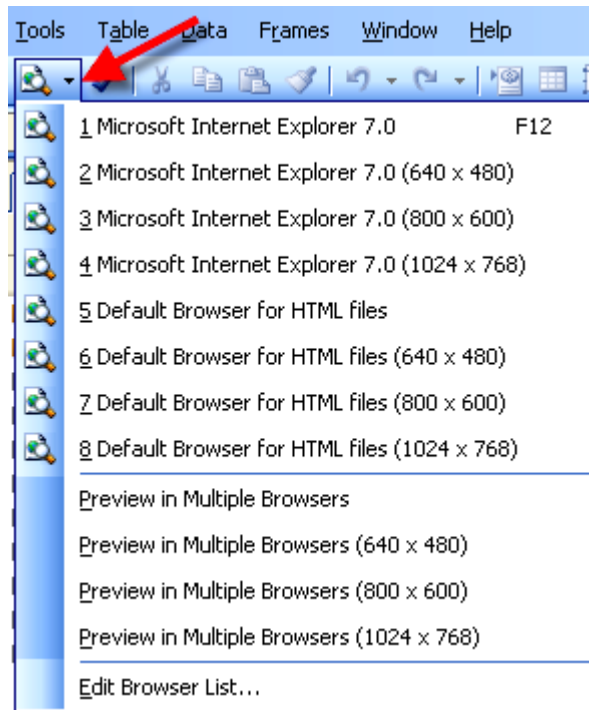 Tools Table Data Frames Window Help
1 Microsoft Internet Explorer 7.0 F12
2 Microsoft Internet Explorer 7.0 (640 x 480)
3 Microsoft Internet Explorer 7.0 (800 x 600)
4 Microsoft Internet Explorer 7.0 (1024 x 768)
5 Default Browser for HTML files
6 Default Browser for HTML files (640 x 480)
7 Default Browser for HTML files (800 x 600)
8 Default Browser for HTML files (1024 x 768)
Preview in Multiple Browsers
Preview in Multiple Browsers (640 x 480)
Preview in Multiple Browsers (800 x 600)
Preview in Multiple Browsers (1024 x 768)
Edit Browser List...